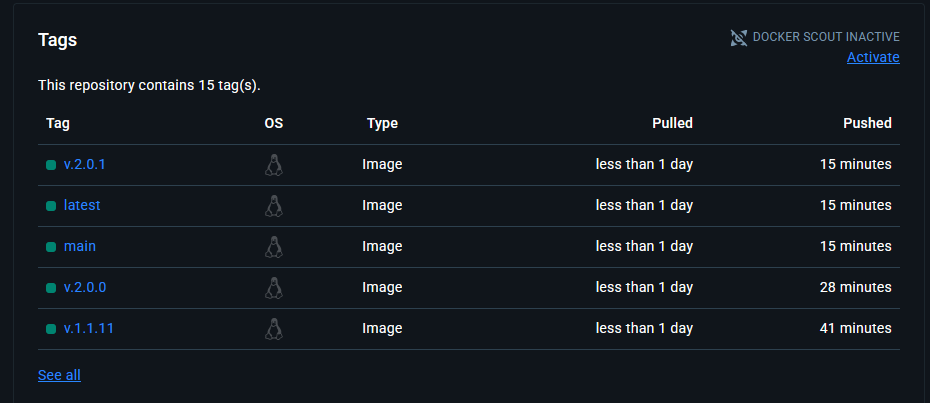 Tags
DOCKER SCOUT INACTIVE
Activate
This repository contains 15 tag(s).
Tag OS Type Pulled Pushed
v.2.0.1 Image less than 1 day 15 minutes
latest Image less than 1 day 15 minutes
main Image less than 1 day 15 minutes
v.2.0.0 Image less than 1 day 28 minutes
v.1.1.11 Image less than 1 day 41 minutes
See all